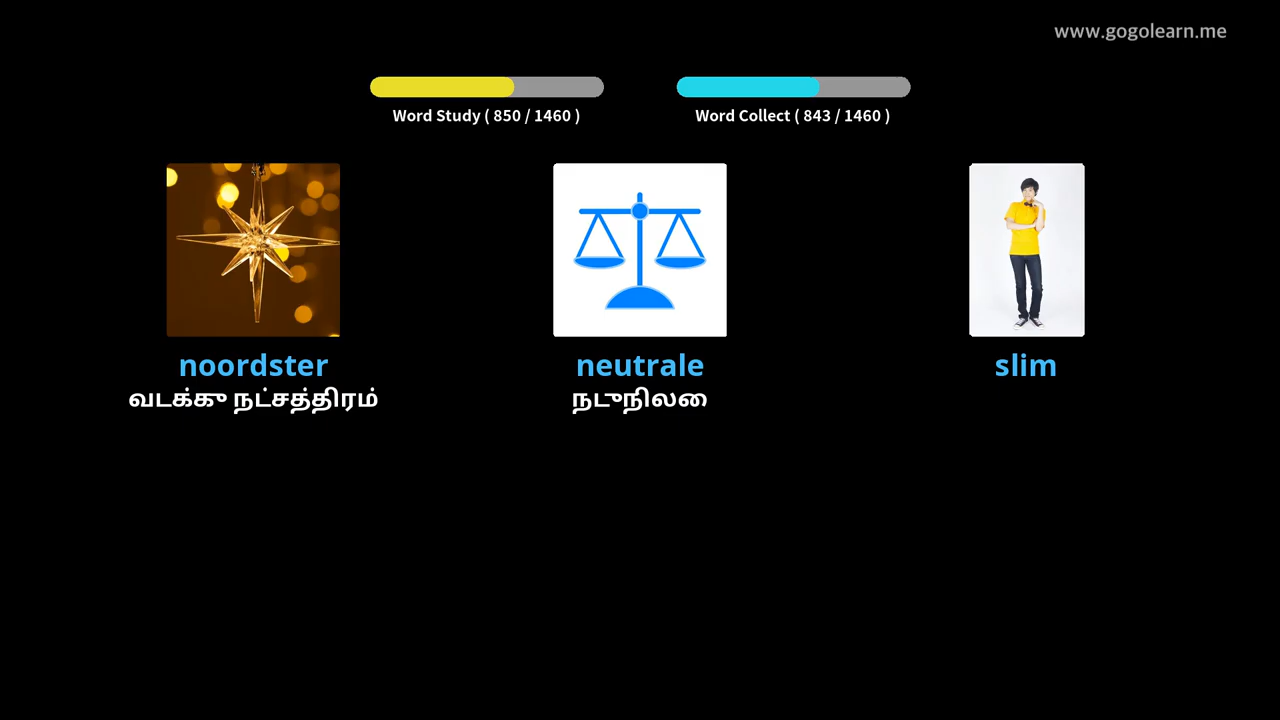 www.gogolearn.me
Word Study ( 850 / 1460 )
Word Collect ( 843 / 1460 )
noordster
neutrale
slim
வடக்கு நட்சத்திரம்
நடுநிலை